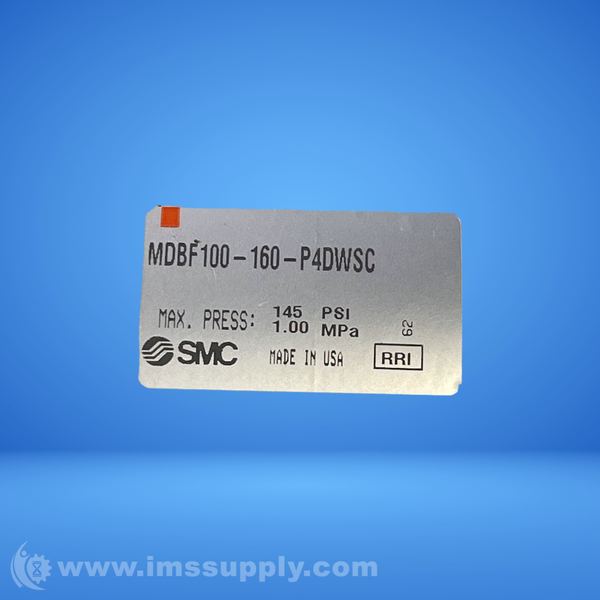 MDBF100-160-P4DWSC
MAX. PRESS: 145 PSI
1.00 MPa
62
SMC MADE IN USA RRI
www.imssupply.com